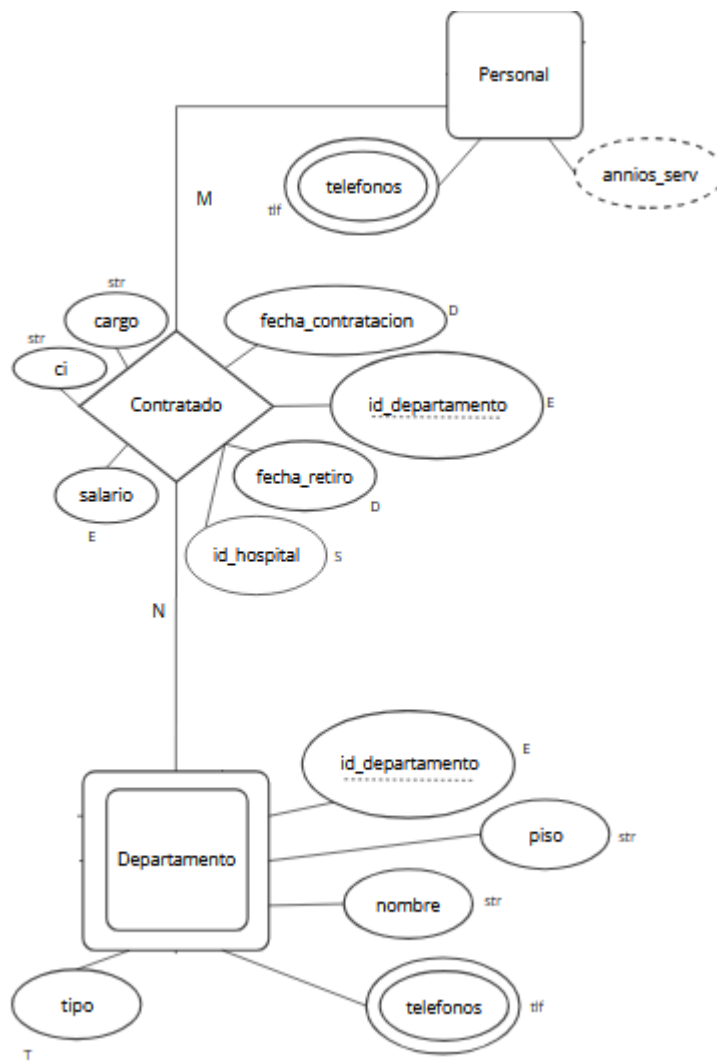 Personal
telefonos
annios_serv
tlf
M
str
cargo
fecha_contratacion
D
str
ci
Contratado
id_departamento
E
fecha_retiro
D
salario
E
id_hospital
S
N
id_departamento
E
piso
str
Departamento
nombre
str
tipo
T
telefonos
tlf